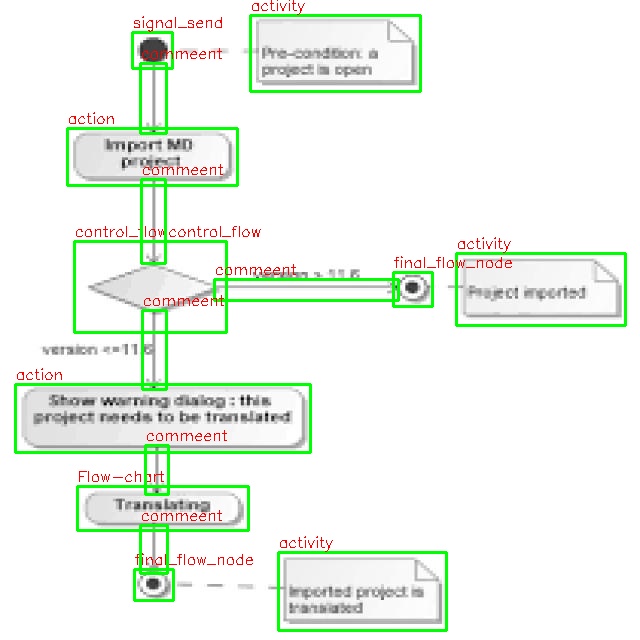 signal_send
activity
commeent
Pre-condition: a
project is open
action
Import MD
project
commeent
control_flow
control_flow
activity
final_flow_node
commeent
version > 11.6
Project imported
commeent
version <=11.6
action
Show warning dialog : this
project needs to be translated
commeent
Flow-chart
Translating
commeent
activity
final_flow_node
Imported project is
translated